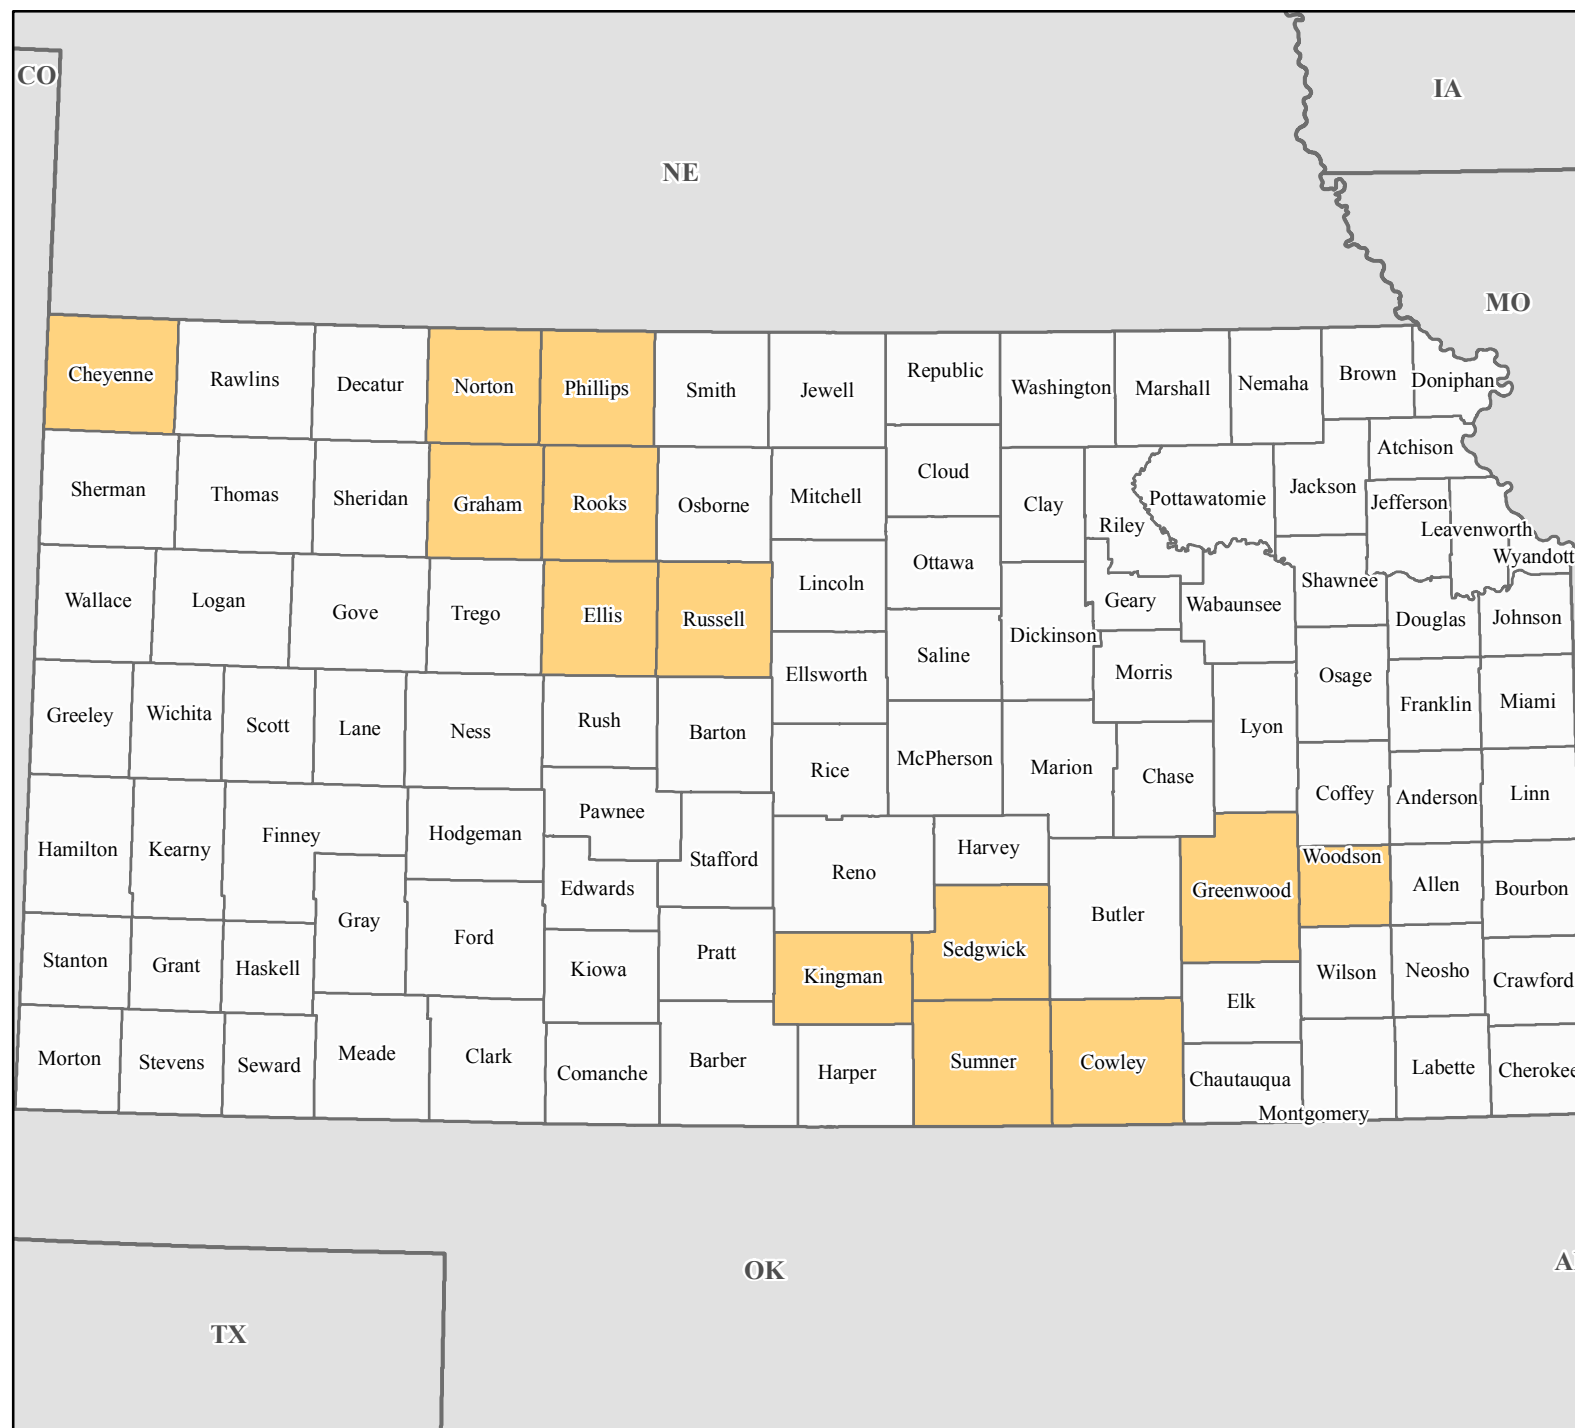 CO
IA
NE
MO
Cheyenne
Rawlins
Decatur
Norton
Phillips
Smith
Jewell
Republic
Washington
Marshall
Nemaha
Brown
Doniphan
Sherman
Thomas
Sheridan
Graham
Rooks
Osborne
Mitchell
Cloud
Clay
Riley
Pottawatomie
Jackson
Atchison
Jefferson
Leavenworth
Wyandott
Wallace
Logan
Gove
Trego
Ellis
Russell
Lincoln
Ottawa
Geary
Wabaunsee
Shawnee
Douglas
Johnson
Ellsworth
Saline
Dickinson
Morris
Osage
Franklin
Miami
Greeley
Wichita
Scott
Lane
Ness
Rush
Barton
Rice
McPherson
Marion
Chase
Lyon
Coffey
Anderson
Linn
Hamilton
Kearny
Finney
Hodgeman
Pawnee
Stafford
Reno
Harvey
Butler
Greenwood
Woodson
Allen
Bourbon
Gray
Ford
Edwards
Stanton
Grant
Haskell
Kiowa
Pratt
Kingman
Sedgwick
Elk
Wilson
Neosho
Crawford
Morton
Stevens
Seward
Meade
Clark
Comanche
Barber
Harper
Sumner
Cowley
Chautauqua
Montgomery
Labette
Cherokee
OK
A
TX